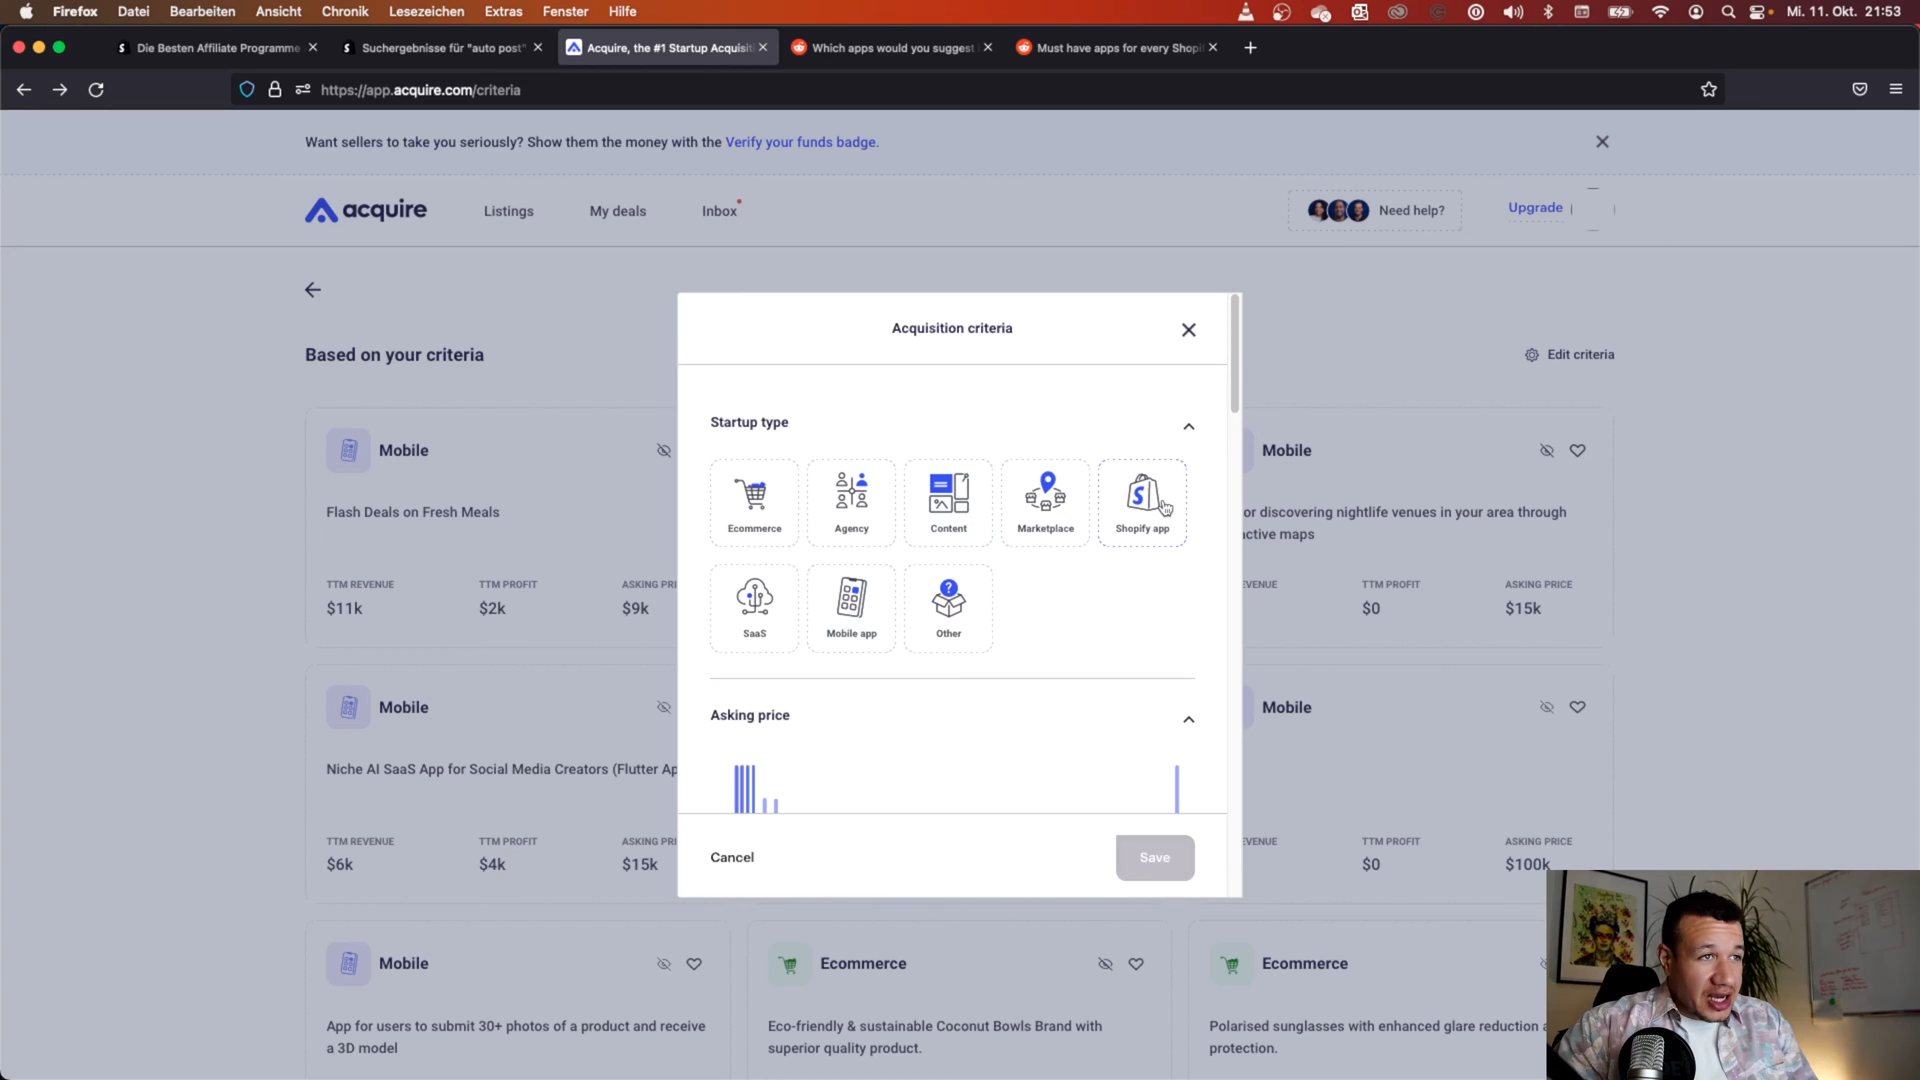 Firefox Datei Bearbeiten Ansicht Chronik Lesezeichen Extras Fenster Hilfe Mi. 11. Okt. 21:53
Die Besten Affiliate Programme Suchergebnisse für "auto post" Acquire, the #1 Startup Acquisit Which apps would you suggest Must have apps for every Shopi
https://app.acquire.com/criteria
Want sellers to take you seriously? Show them the money with the Verify your funds badge.
acquire Listings My deals Inbox Need help? Upgrade
Acquisition criteria
Based on your criteria Edit criteria
Startup type
Mobile Mobile
Ecommerce Agency Content Marketplace Shopify app
Flash Deals on Fresh Meals or discovering nightlife venues in your area through
ctive maps
TTM REVENUE TTM PROFIT ASKING PRI VENUE TTM PROFIT ASKING PRICE
$11k $2k $9k $0 $15k
SaaS Mobile app Other
Mobile Mobile
Asking price
Niche AI SaaS App for Social Media Creators (Flutter Ap
TTM REVENUE TTM PROFIT ASKING PRI VENUE TTM PROFIT ASKING PRICE
$6k $4k $15k $0 $100k
Cancel Save
Mobile Ecommerce Ecommerce
App for users to submit 30+ photos of a product and receive Eco-friendly & sustainable Coconut Bowls Brand with Polarised sunglasses with enhanced glare reduction a
a 3D model superior quality product. protection.